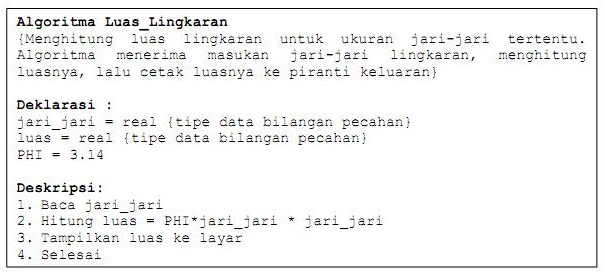 Algoritma Luas_Lingkaran
{Menghitung luas lingkaran untuk ukuran jari-jari tertentu.
Algoritma menerima masukan jari-jari lingkaran, menghitung
luasnya, lalu cetak luasnya ke piranti keluaran}
Deklarasi :
jari_jari = real {tipe data bilangan pecahan}
luas = real {tipe data bilangan pecahan}
PHI = 3.14
Deskripsi:
1. Baca jari_jari
2. Hitung luas = PHI*jari_jari * jari_jari
3. Tampilkan luas ke layar
4. Selesai